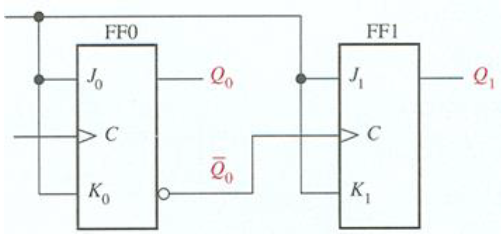 FF0 FF1
J₀ Q₀ J₁ Q₁
C Q̅₀ C
K₀ K₁